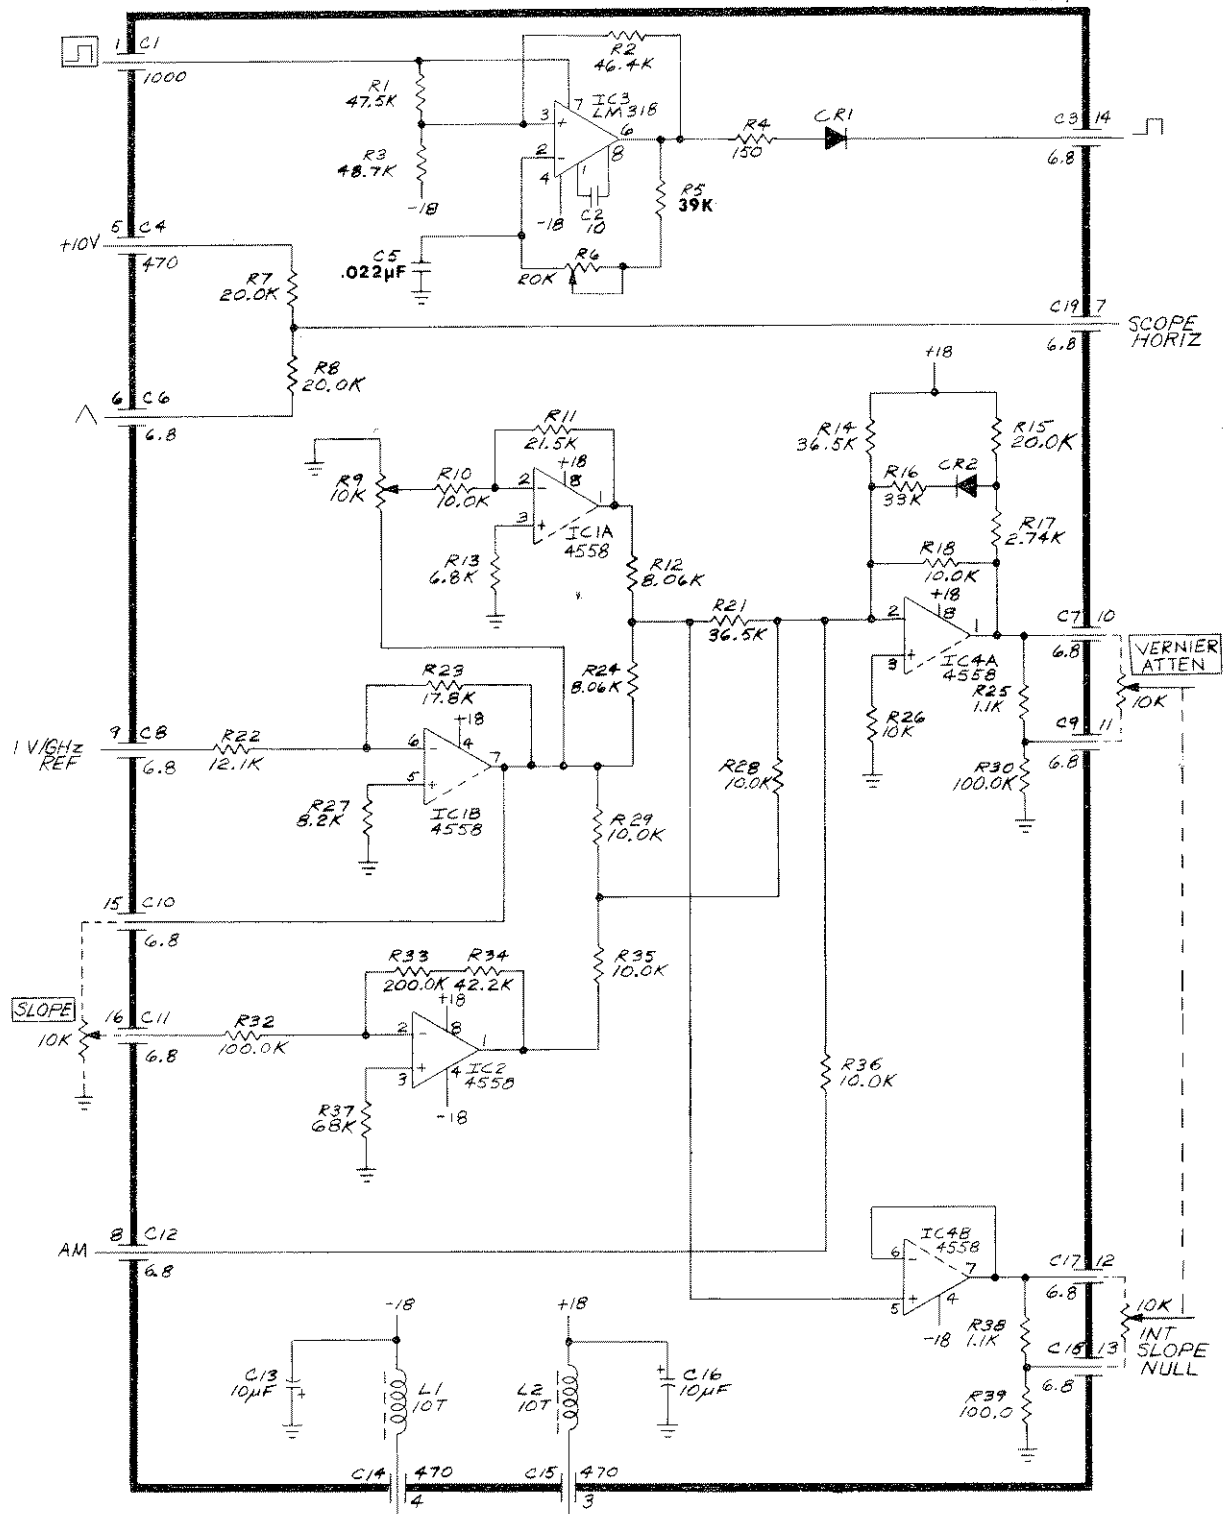 1 C1
1000
R1
47.5K
R3
48.7K
-18
R2
46.4K
IC3
LM318
7
3 +
2 -
6
8
4
1
-18
C2
10
R4
150
CR1
C3 14
6.8
R5
39K
C5
.022µF
R6
20K
+10V
5 C4
470
R7
20.0K
R8
20.0K
6 C6
6.8
C19 7
6.8
SCOPE
HORIZ
+18
R14
36.5K
R15
20.0K
R16
33K
CR2
R17
2.74K
R18
10.0K
R9
10K
R10
10.0K
R11
21.5K
+18
8
2 -
3 +
1
IC1A
4558
R13
6.8K
R12
8.06K
R21
36.5K
+18
8
2 -
3 +
1
IC4A
4558
C7 10
6.8
VERNIER
ATTEN
10K
R25
1.1K
C9 11
6.8
R26
10K
R30
100.0K
R24
8.06K
R23
17.8K
+18
4
6 -
5 +
7
IC1B
4558
1 V/GHz
REF
9 C8
6.8
R22
12.1K
R27
8.2K
R28
10.0K
R29
10.0K
15 C10
6.8
R35
10.0K
R33
200.0K
R34
42.2K
+18
8
2 -
3 +
1
4
IC2
4558
-18
SLOPE
10K
16 C11
6.8
R32
100.0K
R37
68K
R36
10.0K
AM
8 C12
6.8
IC4B
4558
6 -
5 +
7
4
-18
C17 12
6.8
10K
INT
SLOPE
NULL
R38
1.1K
C18 13
6.8
R39
100.0
-18
C13
10µF
+
L1
10T
+18
L2
10T
+
C16
10µF
C14
470
4
C15
470
3